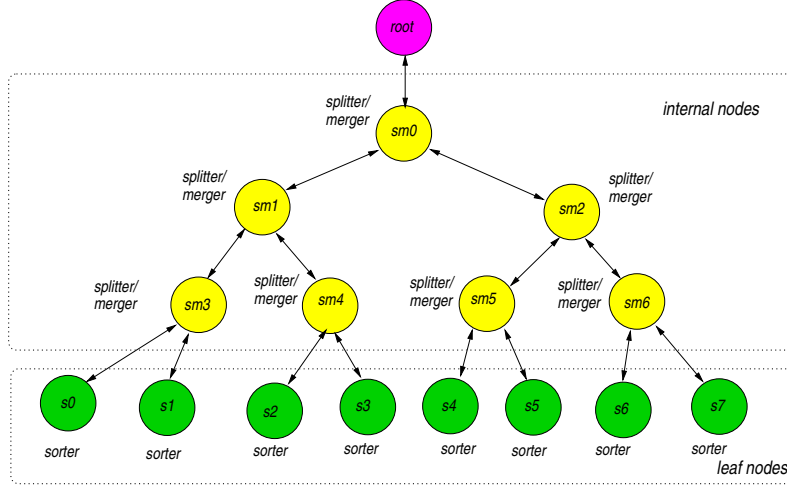 root
splitter/
merger
sm0
internal nodes
splitter/
merger
sm1
sm2
splitter/
merger
splitter/
merger
sm3
splitter/
merger
sm4
splitter/
merger
sm5
splitter/
merger
sm6
s0
s1
s2
s3
s4
s5
s6
s7
sorter
sorter
sorter
sorter
sorter
sorter
sorter
sorter
leaf nodes